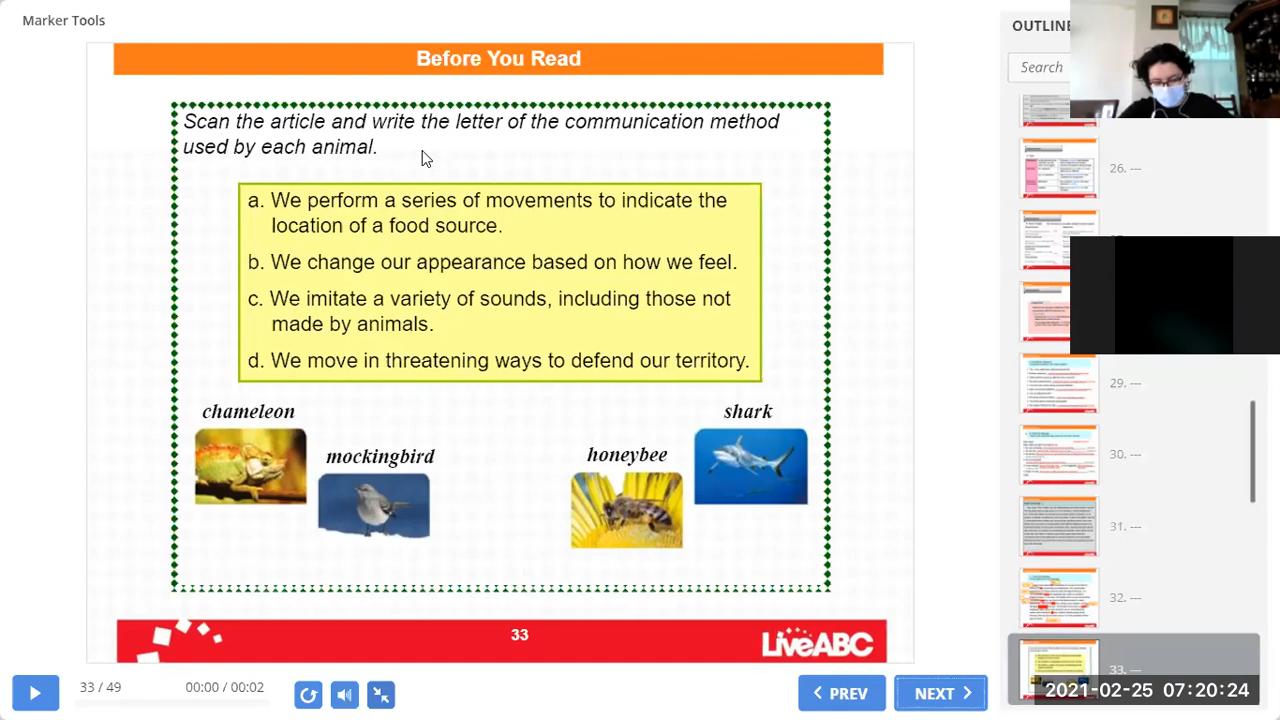 Marker Tools
OUTLINE
Search
Before You Read
Scan the article and write the letter of the communication method
used by each animal.
a. We perform a series of movements to indicate the
location of a food source.
b. We change our appearance based on how we feel.
c. We imitate a variety of sounds, including those not
made by animals.
d. We move in threatening ways to defend our territory.
chameleon
shark
honeybee
33
LiveABC
26. ---
29. ---
30. ---
31. ---
32. ---
33. ---
33 / 49
00:00 / 00:02
PREV
NEXT
2021-02-25 07:20:24